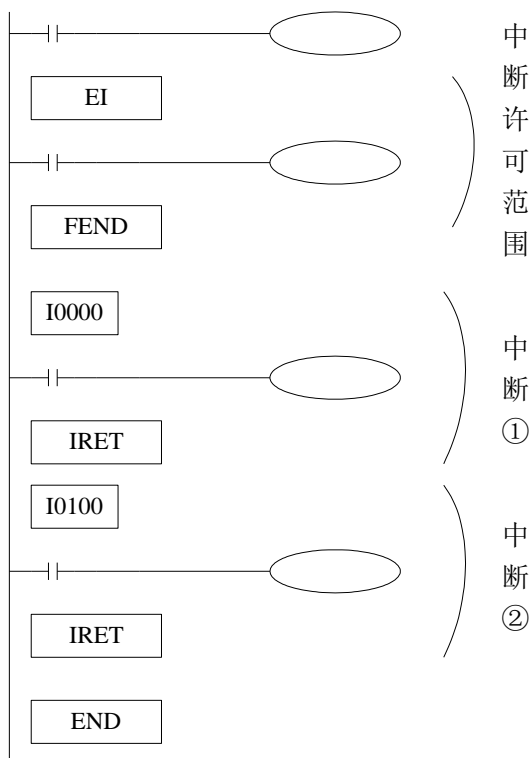 EI
FEND
中断许可范围
I0000
IRET
中断①
I0100
IRET
中断②
END